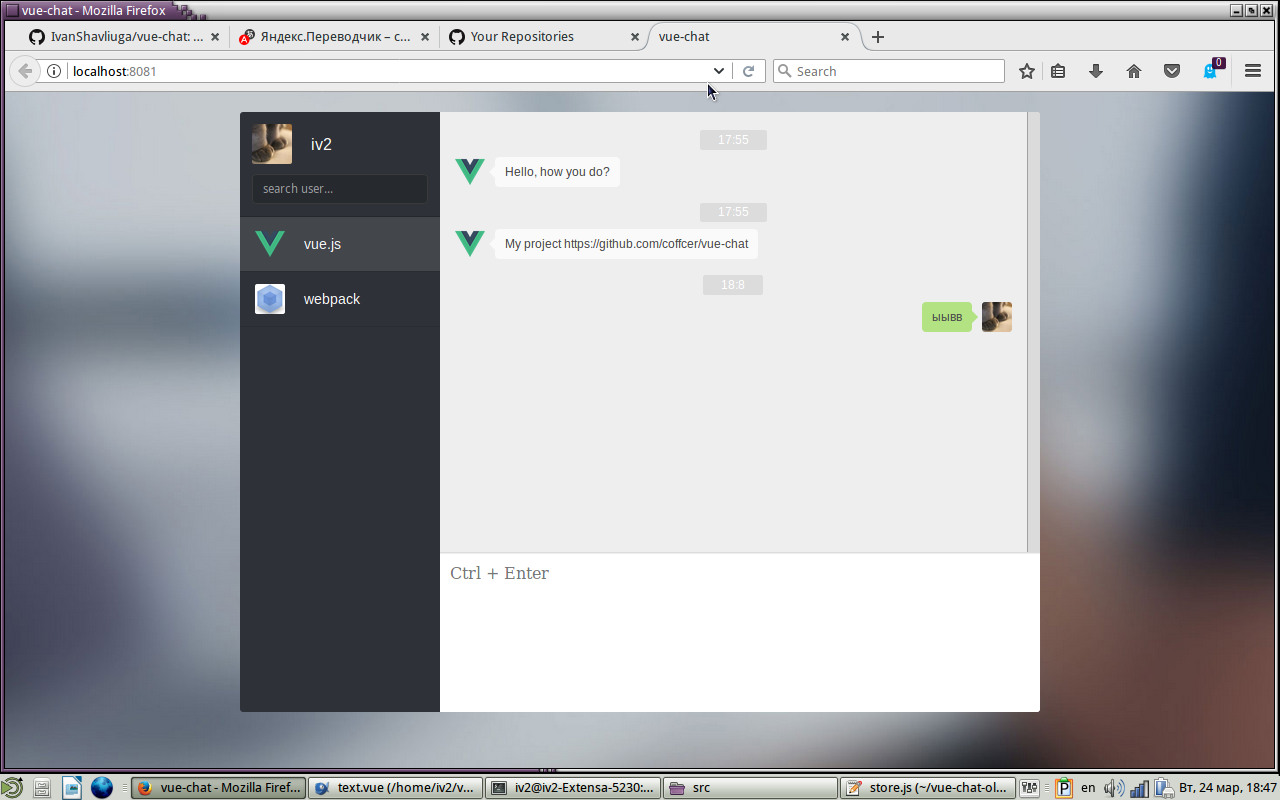 vue-chat - Mozilla Firefox
IvanShavliuga/vue-chat: ...
Яндекс.Переводчик – с...
Your Repositories
vue-chat
localhost:8081
Search
0
iv2
search user...
vue.js
webpack
17:55
Hello, how you do?
17:55
My project https://github.com/coffcer/vue-chat
18:8
ыывв
Ctrl + Enter
vue-chat - Mozilla Firef...
text.vue (/home/iv2/v...
iv2@iv2-Extensa-5230:...
src
store.js (~/vue-chat-ol...
en
Вт, 24 мар, 18:47